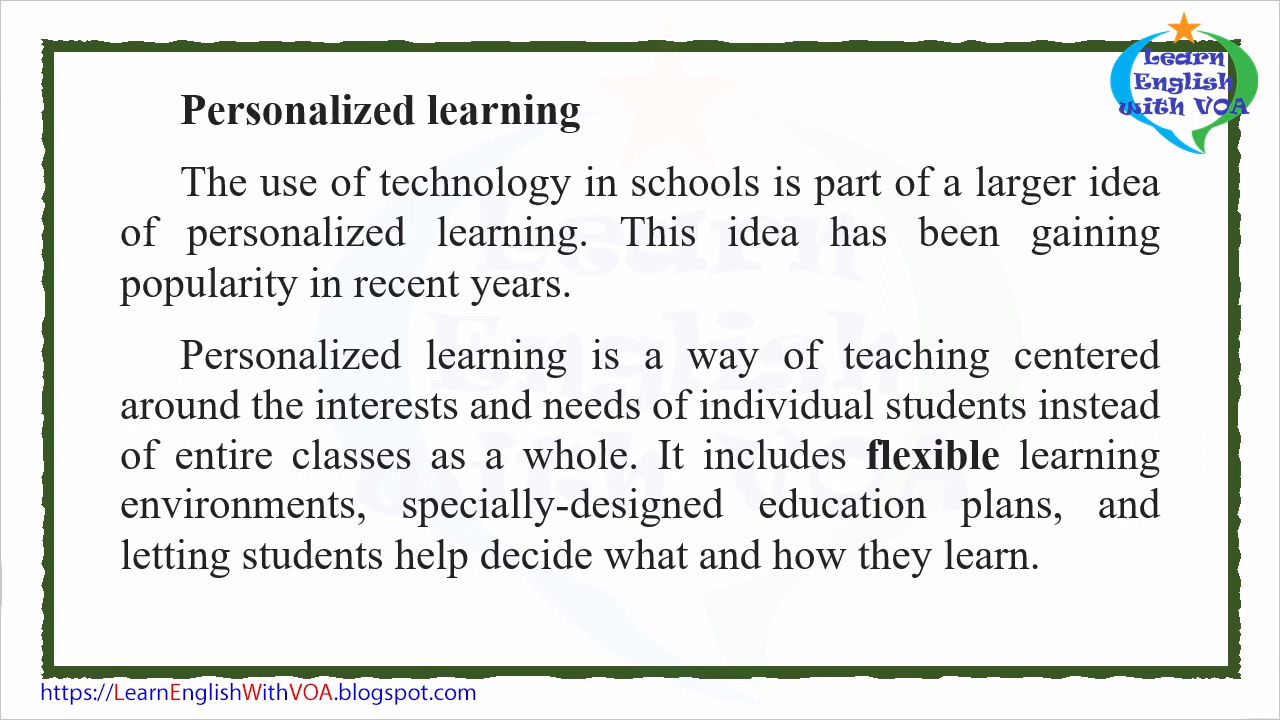 Learn
English
with VOA
Personalized learning
The use of technology in schools is part of a larger idea
of personalized learning. This idea has been gaining
popularity in recent years.
Personalized learning is a way of teaching centered
around the interests and needs of individual students instead
of entire classes as a whole. It includes flexible learning
environments, specially-designed education plans, and
letting students help decide what and how they learn.
https://LearnEnglishWithVOA.blogspot.com